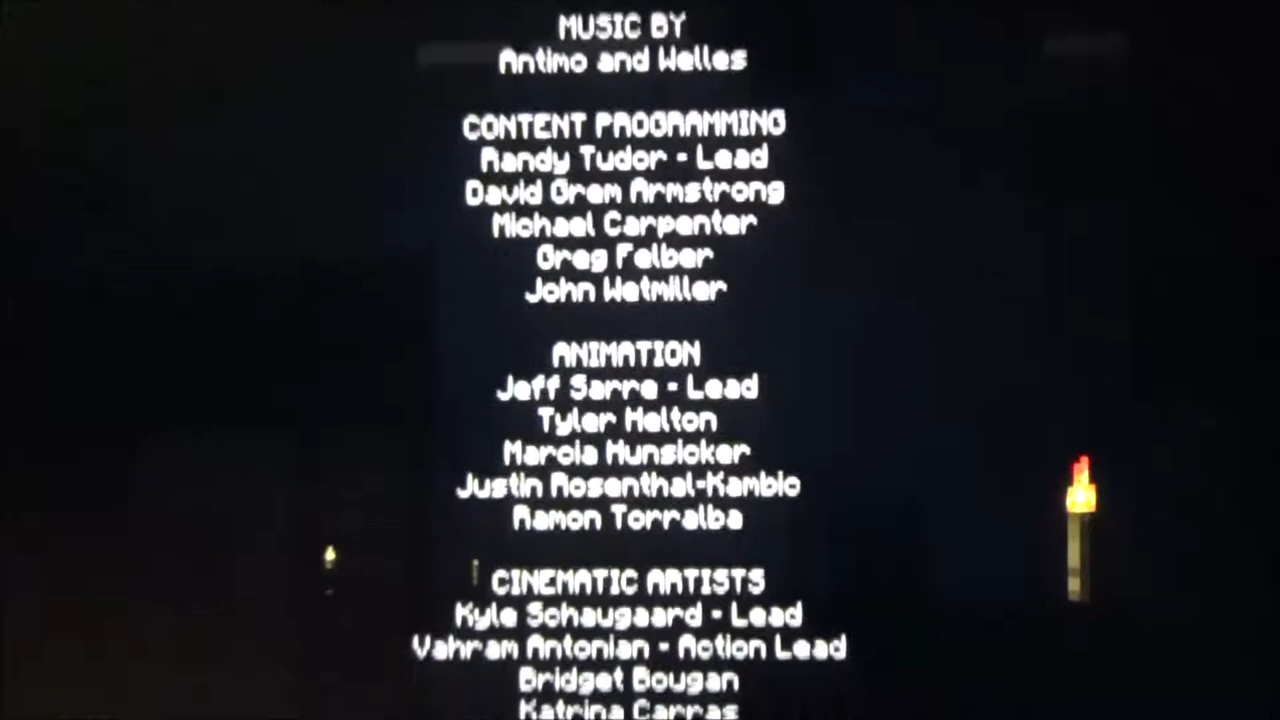 MUSIC BY
Antimo and Welles
CONTENT PROGRAMMING
Randy Tudor - Lead
David Grem Armstrong
Michael Carpenter
Greg Felber
John Wetmiller
ANIMATION
Jeff Sarre - Lead
Tyler Helton
Marcia Hunsicker
Justin Rosenthal-Kambic
Ramon Torralba
CINEMATIC ARTISTS
Kyle Schaugaard - Lead
Vahram Antonian - Action Lead
Bridget Bougan
Katrina Carras